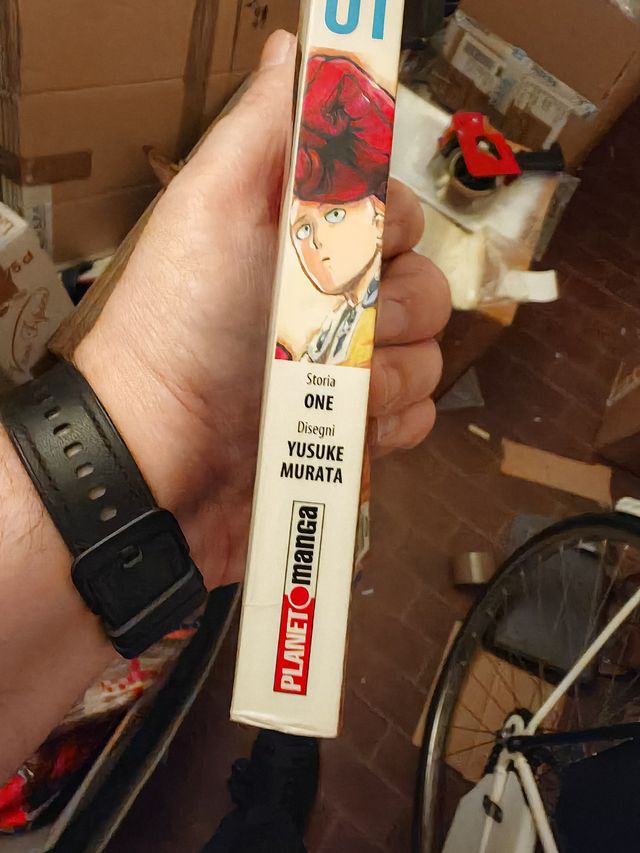 01
Storia
ONE
Disegni
YUSUKE
MURATA
PLANET manga